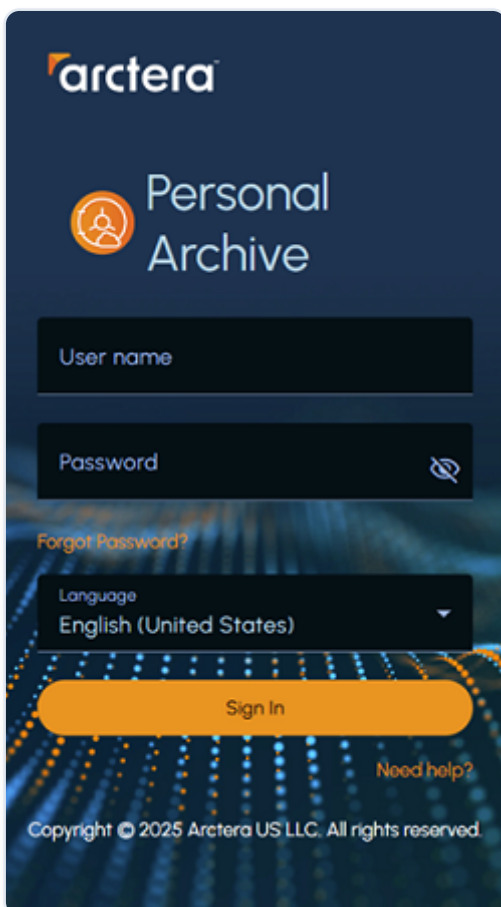 arctera™
Personal
Archive
User name
Password
Forgot Password?
Language
English (United States)
Sign In
Need help?
Copyright © 2025 Arctera US LLC. All rights reserved.